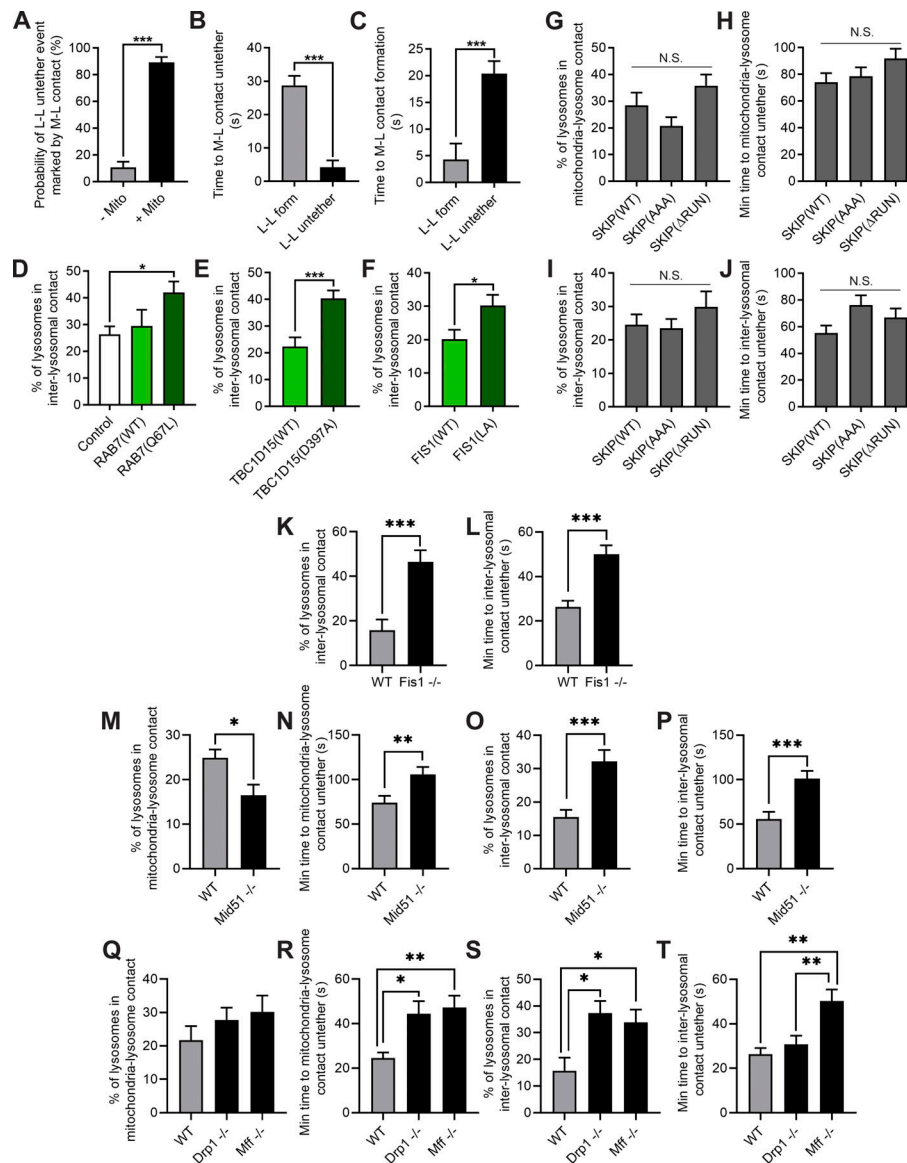 A
Probability of L-L untether event
marked by M-L contact (%)
100
80
60
40
20
0
***
- Mito
+ Mito
B
Time to M-L contact untether
(s)
40
30
20
10
0
***
L-L form
L-L untether
C
Time to M-L contact formation
(s)
25
20
15
10
5
0
***
L-L form
L-L untether
G
% of lysosomes in
mitochondria-lysosome contact
50
40
30
20
10
0
N.S.
SKIP(WT)
SKIP(AAA)
SKIP(ΔRUN)
H
Min time to mitochondria-lysosome
contact untether (s)
100
80
60
40
20
0
N.S.
SKIP(WT)
SKIP(AAA)
SKIP(ΔRUN)
D
% of lysosomes in
inter-lysosomal contact
60
40
20
0
*
Control
RAB7(WT)
RAB7(Q67L)
E
% of lysosomes in
inter-lysosomal contact
50
40
30
20
10
0
***
TBC1D15(WT)
TBC1D15(D397A)
F
% of lysosomes in
inter-lysosomal contact
50
40
30
20
10
0
*
FIS1(WT)
FIS1(LA)
I
% of lysosomes in
inter-lysosomal contact
50
40
30
20
10
0
N.S.
SKIP(WT)
SKIP(AAA)
SKIP(ΔRUN)
J
Min time to inter-lysosomal
contact untether (s)
100
80
60
40
20
0
N.S.
SKIP(WT)
SKIP(AAA)
SKIP(ΔRUN)
K
% of lysosomes in
inter-lysosomal contact
60
40
20
0
***
WT
Fis1 -/-
L
Min time to inter-lysosomal
contact untether (s)
60
40
20
0
***
WT
Fis1 -/-
M
% of lysosomes in
mitochondria-lysosome contact
30
20
10
0
*
WT
Mid51 -/-
N
Min time to mitochondria-lysosome
contact untether (s)
150
100
50
0
**
WT
Mid51 -/-
O
% of lysosomes in
inter-lysosomal contact
40
30
20
10
0
***
WT
Mid51 -/-
P
Min time to inter-lysosomal
contact untether (s)
150
100
50
0
***
WT
Mid51 -/-
Q
% of lysosomes in
mitochondria-lysosome contact
50
40
30
20
10
0
WT
Drp1 -/-
Mff -/-
R
Min time to mitochondria-lysosome
contact untether (s)
60
40
20
0
*
**
WT
Drp1 -/-
Mff -/-
S
% of lysosomes in
inter-lysosomal contact
50
40
30
20
10
0
*
*
WT
Drp1 -/-
Mff -/-
T
Min time to inter-lysosomal
contact untether (s)
80
60
40
20
0
**
**
WT
Drp1 -/-
Mff -/-